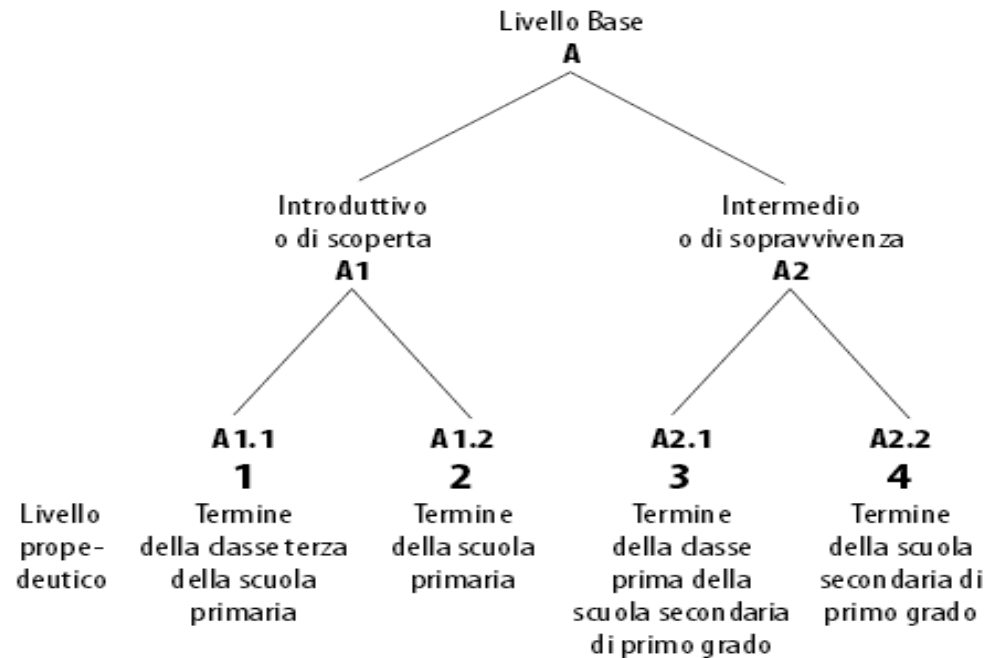 Livello Base
A
Introduttivo
o di scoperta
A1
Intermedio
o di sopravvivenza
A2
A1.1
1
A1.2
2
A2.1
3
A2.2
4
Livello
prope-
deutico
Termine
della classe terza
della scuola
primaria
Termine
della scuola
primaria
Termine
della classe
prima della
scuola secondaria
di primo grado
Termine
della scuola
secondaria di
primo grado